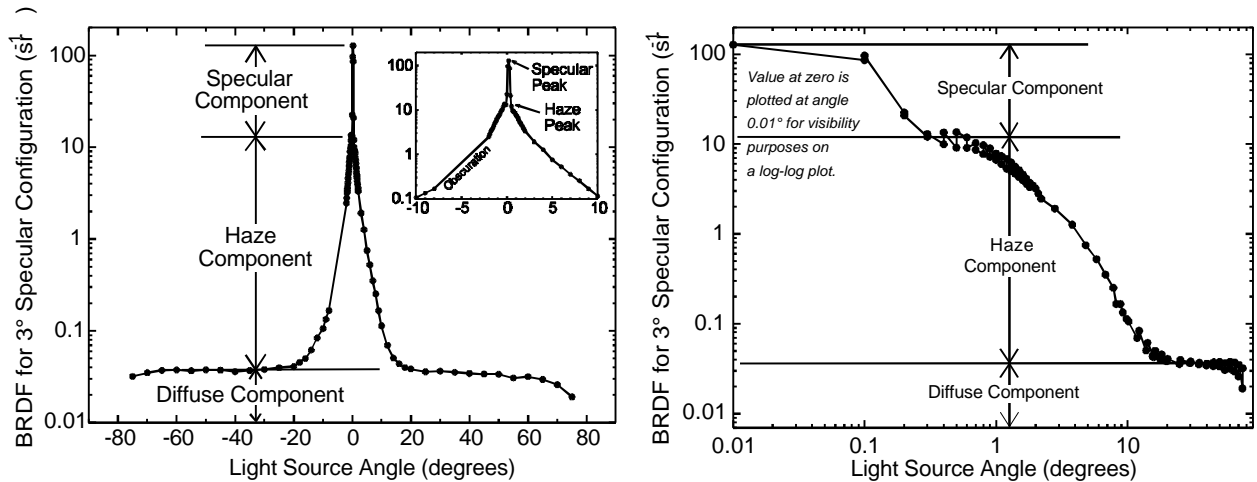 BRDF for 3° Specular Configuration (sr-1)
100
10
1
0.1
0.01
Specular
Component
Haze
Component
Diffuse Component
100
10
1
0.1
Specular
Peak
Haze
Peak
Obscuration
-10 -5 0 5 10
-80 -60 -40 -20 0 20 40 60 80
Light Source Angle (degrees)
BRDF for 3° Specular Configuration (sr-1)
100
10
1
0.1
0.01
Value at zero is
plotted at angle
0.01° for visibility
purposes on
a log-log plot.
Specular Component
Haze
Component
Diffuse Component
0.01 0.1 1 10
Light Source Angle (degrees)